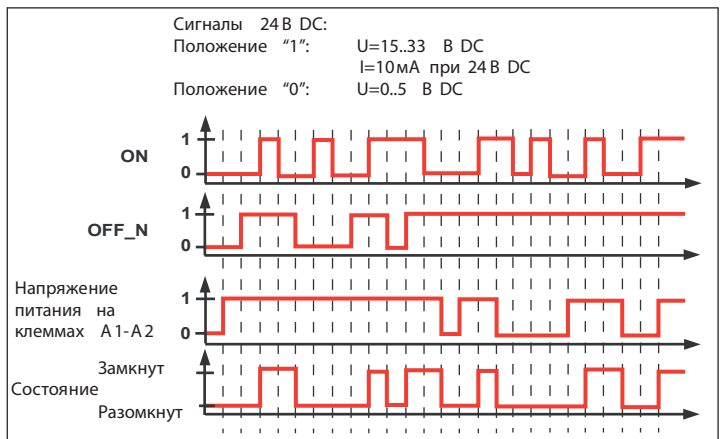 Сигналы 24 В DC:
Положение “1”: U=15..33 В DC
I=10 мА при 24 В DC
Положение “0”: U=0..5 В DC
ON
1
0
OFF_N
1
0
Напряжение
питания на
клеммах А1-А2
1
0
Состояние
Замкнут
Разомкнут